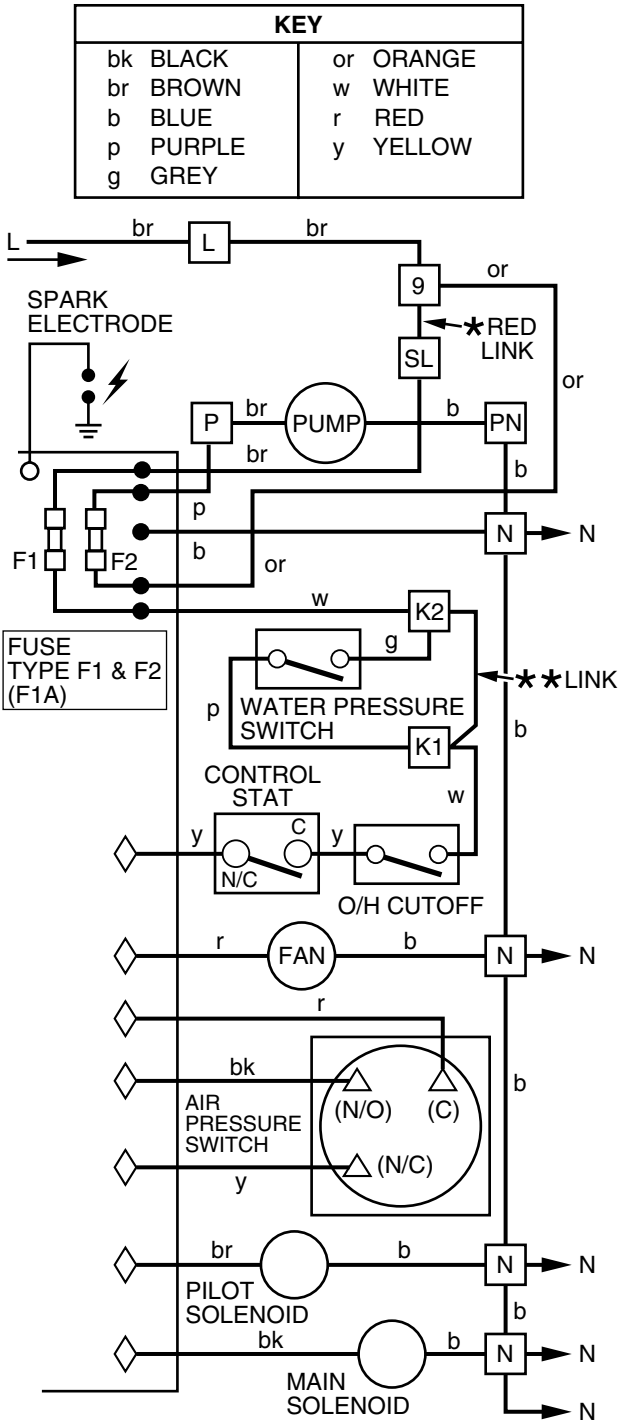 KEY
bk BLACK
br BROWN
b BLUE
p PURPLE
g GREY
or ORANGE
w WHITE
r RED
y YELLOW
L
br
L
br
9
or
SPARK
ELECTRODE
*RED
LINK
SL
or
P
br
PUMP
b
PN
br
b
p
N
N
F1
F2
b
or
w
K2
FUSE
TYPE F1 & F2
(F1A)
g
**LINK
p
WATER PRESSURE
SWITCH
b
K1
CONTROL
STAT
w
y
C
y
N/C
O/H CUTOFF
r
FAN
b
N
N
r
bk
(N/O)
(C)
b
AIR
PRESSURE
SWITCH
(N/C)
y
br
b
N
N
PILOT
SOLENOID
b
bk
b
N
N
MAIN
SOLENOID
N